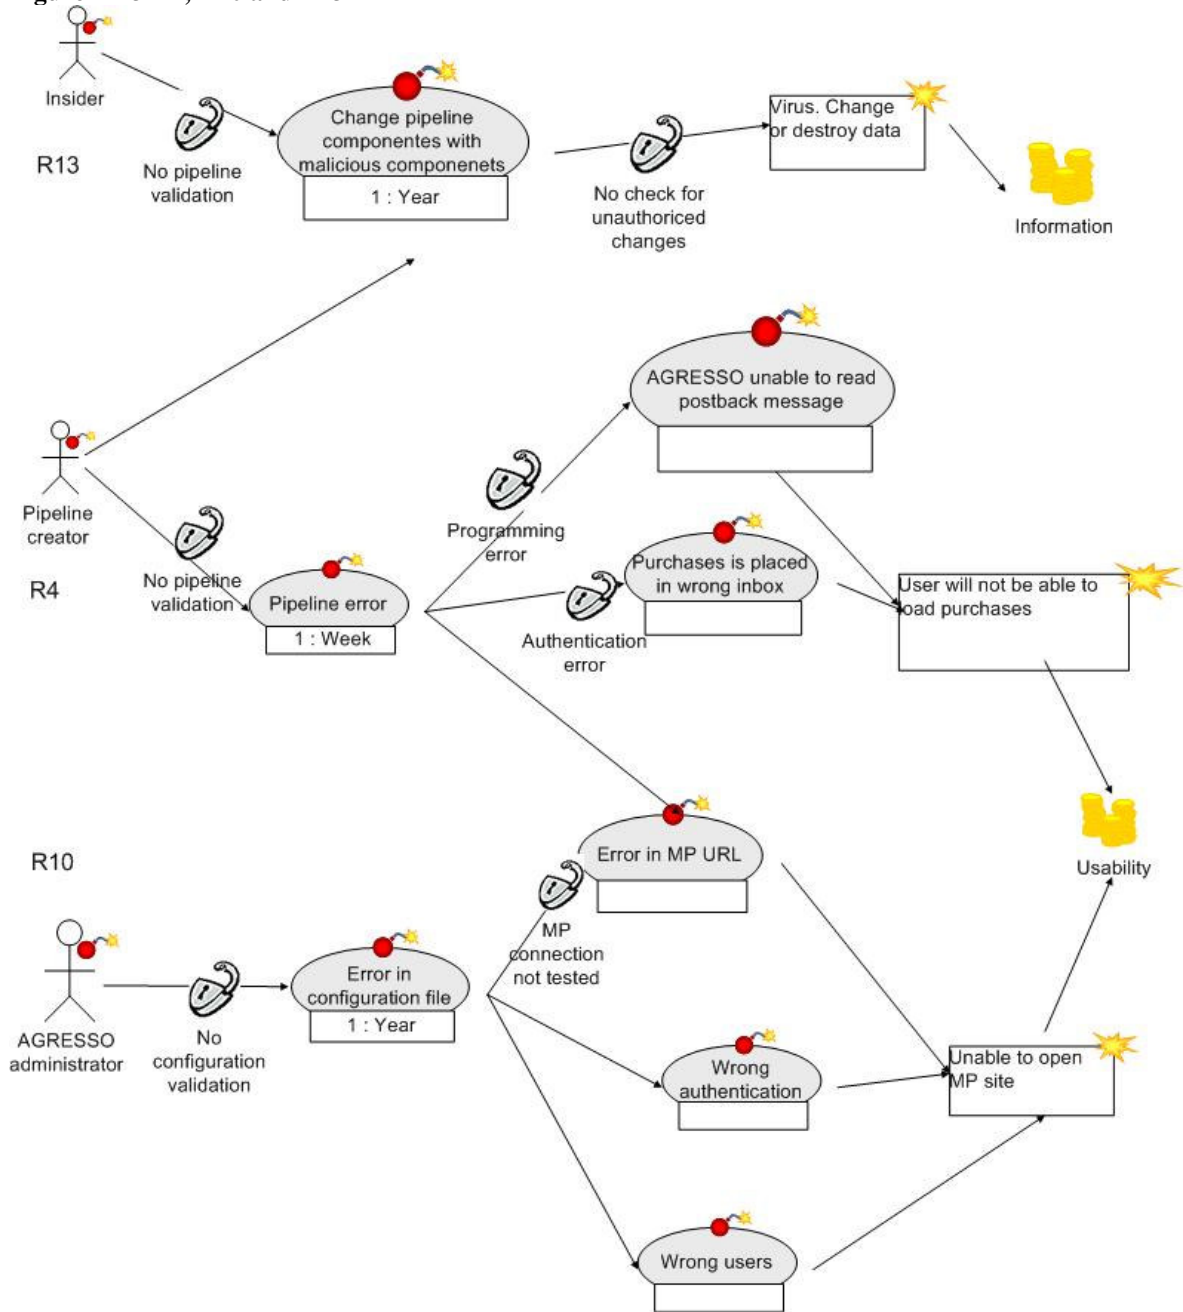 Insider
Change pipeline
componentes with
malicious componenets
1 : Year
Virus. Change
or destroy data
R13
No pipeline
validation
No check for
unauthoriced
changes
Information
AGRESSO unable to read
postback message
Pipeline
creator
R4
No pipeline
validation
Pipeline error
1 : Week
Programming
error
Purchases is placed
in wrong inbox
Authentication
error
User will not be able to
load purchases
Usability
R10
Error in MP URL
MP
connection
not tested
AGRESSO
administrator
No
configuration
validation
Error in
configuration file
1 : Year
Wrong
authentication
Unable to open
MP site
Wrong users